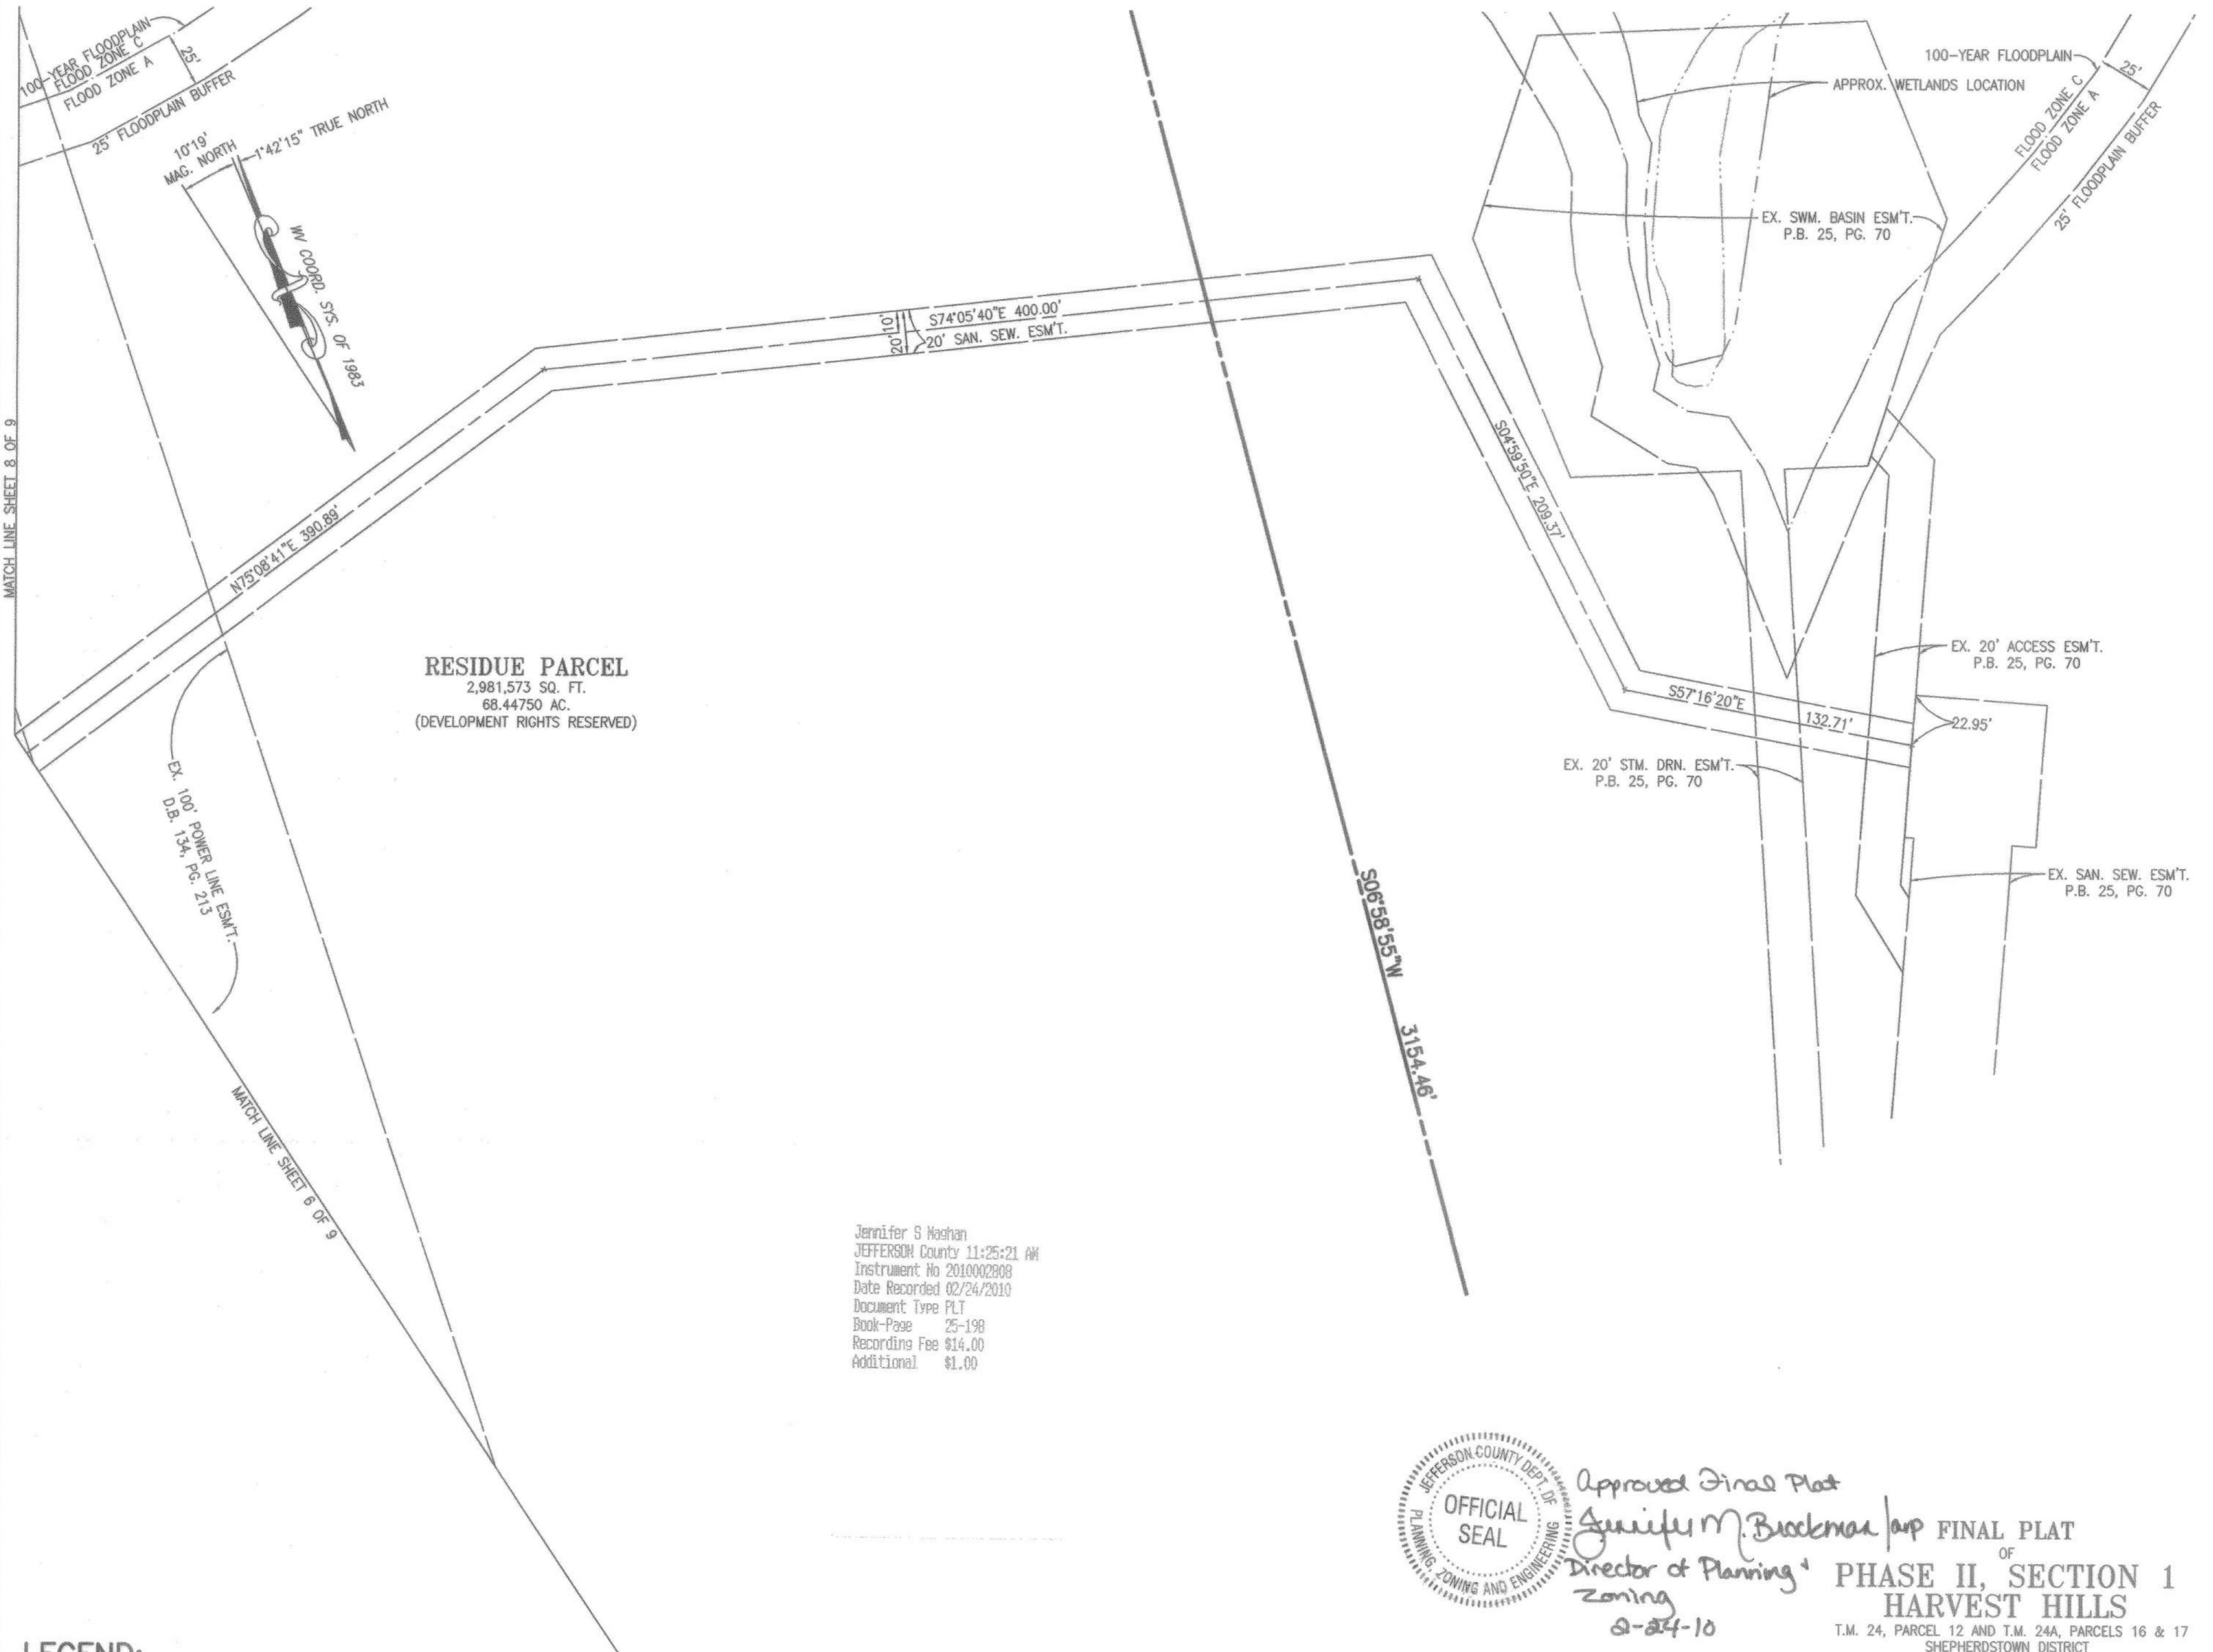 100-YEAR FLOODPLAIN
FLOOD ZONE C
FLOOD ZONE A
25'
25' FLOODPLAIN BUFFER
10°19'
MAG. NORTH
1°42'15" TRUE NORTH
WV COORD. SYS. OF 1983
MATCH LINE SHEET 8 OF 9
N75°08'41"E 390.89'
20'
10'
S74°05'40"E 400.00'
20' SAN. SEW. ESM'T.
100-YEAR FLOODPLAIN
APPROX. WETLANDS LOCATION
25'
FLOOD ZONE C
FLOOD ZONE A
25' FLOODPLAIN BUFFER
EX. SWM. BASIN ESM'T.
P.B. 25, PG. 70
S04°59'50"E 209.37'
RESIDUE PARCEL
2,981,573 SQ. FT.
68.44750 AC.
(DEVELOPMENT RIGHTS RESERVED)
EX. 20' ACCESS ESM'T.
P.B. 25, PG. 70
S57°16'20"E
132.71'
22.95'
EX. 20' STM. DRN. ESM'T.
P.B. 25, PG. 70
EX. 100' POWER LINE ESM'T.
D.B. 134, PG. 213
EX. SAN. SEW. ESM'T.
P.B. 25, PG. 70
S06°58'55"W 3154.46'
MATCH LINE SHEET 6 OF 9
Jennifer S Maghan
JEFFERSON County 11:25:21 AM
Instrument No 2010002808
Date Recorded 02/24/2010
Document Type PLT
Book-Page 25-198
Recording Fee $14.00
Additional $1.00
JEFFERSON COUNTY DEPT. OF
PLANNING, ZONING AND ENGINEERING
OFFICIAL
SEAL
Approved Final Plat
Jennifer M. Brockman/amp
Director of Planning &
Zoning
2-24-10
FINAL PLAT
OF
PHASE II, SECTION 1
HARVEST HILLS
T.M. 24, PARCEL 12 AND T.M. 24A, PARCELS 16 & 17
SHEPHERDSTOWN DISTRICT
LEGEND: